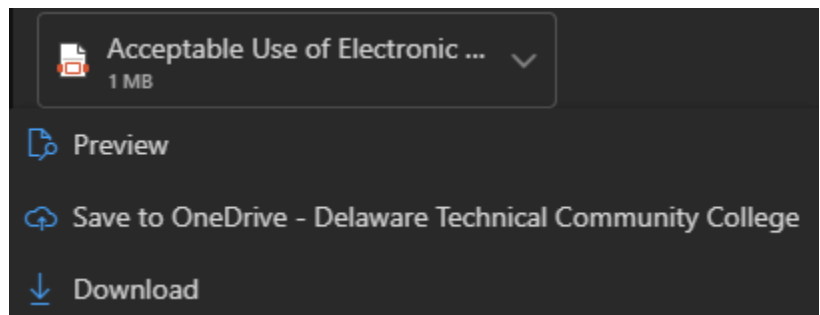 Acceptable Use of Electronic ...
1 MB
Preview
Save to OneDrive - Delaware Technical Community College
Download